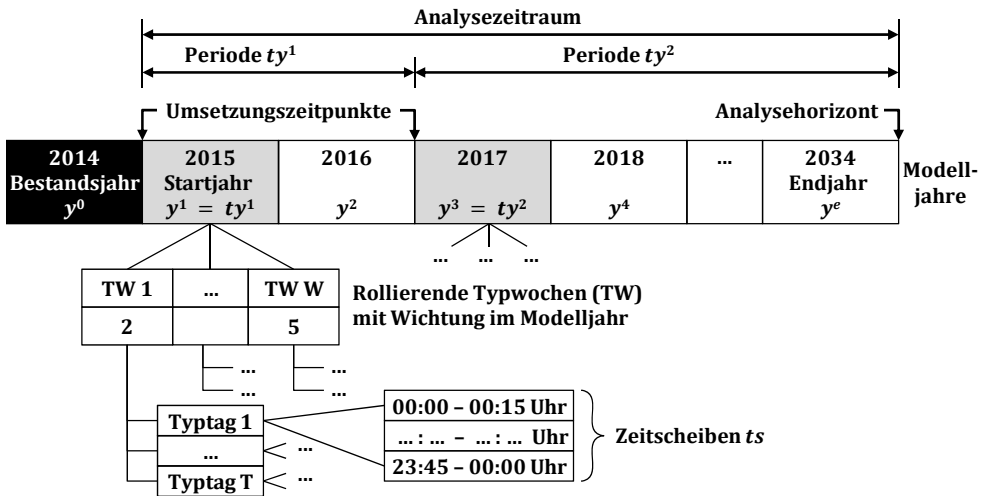 Analysezeitraum
Periode ty¹
Periode ty²
Umsetzungszeitpunkte
Analysehorizont
2014
Bestandsjahr
y⁰
2015
Startjahr
y¹ = ty¹
2016
y²
2017
y³ = ty²
2018
y⁴
...
2034
Endjahr
yᵉ
Modell-
jahre
... ... ...
TW 1
...
TW W
2
5
Rollierende Typwochen (TW)
mit Wichtung im Modelljahr
... ...
... ...
Typtag 1
...
Typtag T
...
...
00:00 – 00:15 Uhr
... : ... – ... : ... Uhr
23:45 – 00:00 Uhr
Zeitscheiben ts